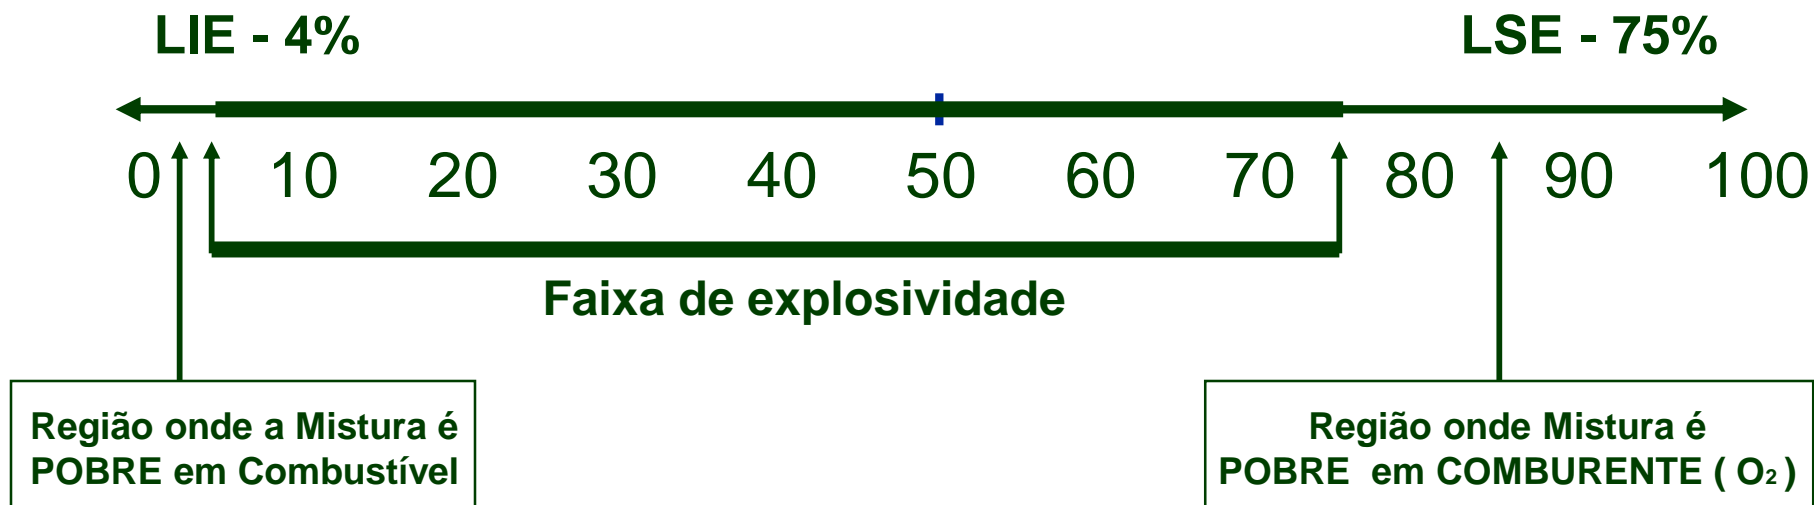 LIE - 4%
LSE - 75%
0 10 20 30 40 50 60 70 80 90 100
Faixa de explosividade
Região onde a Mistura é
POBRE em Combustível
Região onde Mistura é
POBRE em COMBURENTE ( O₂ )